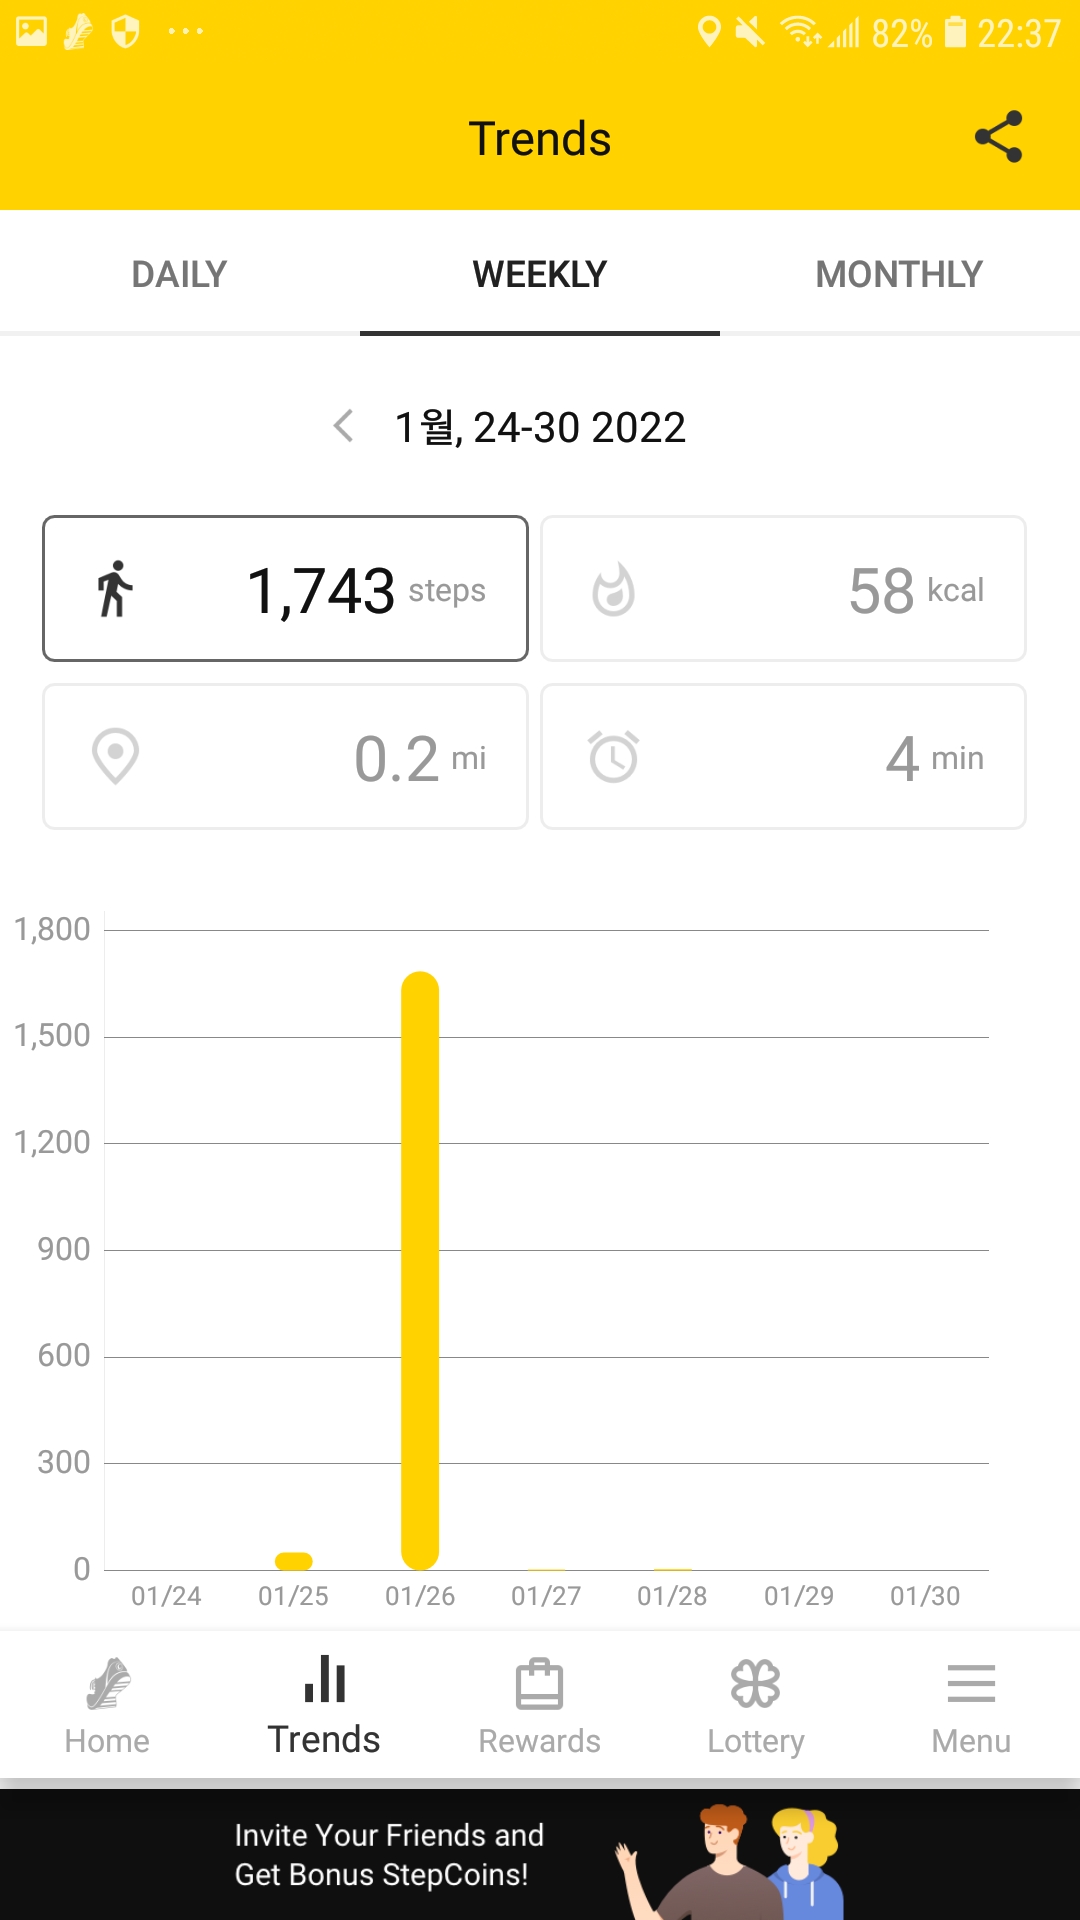 82% 22:37
Trends
DAILY WEEKLY MONTHLY
1월, 24-30 2022
1,743 steps 58 kcal
0.2 mi 4 min
1,800
1,500
1,200
900
600
300
0
01/24 01/25 01/26 01/27 01/28 01/29 01/30
Home Trends Rewards Lottery Menu
Invite Your Friends and
Get Bonus StepCoins!